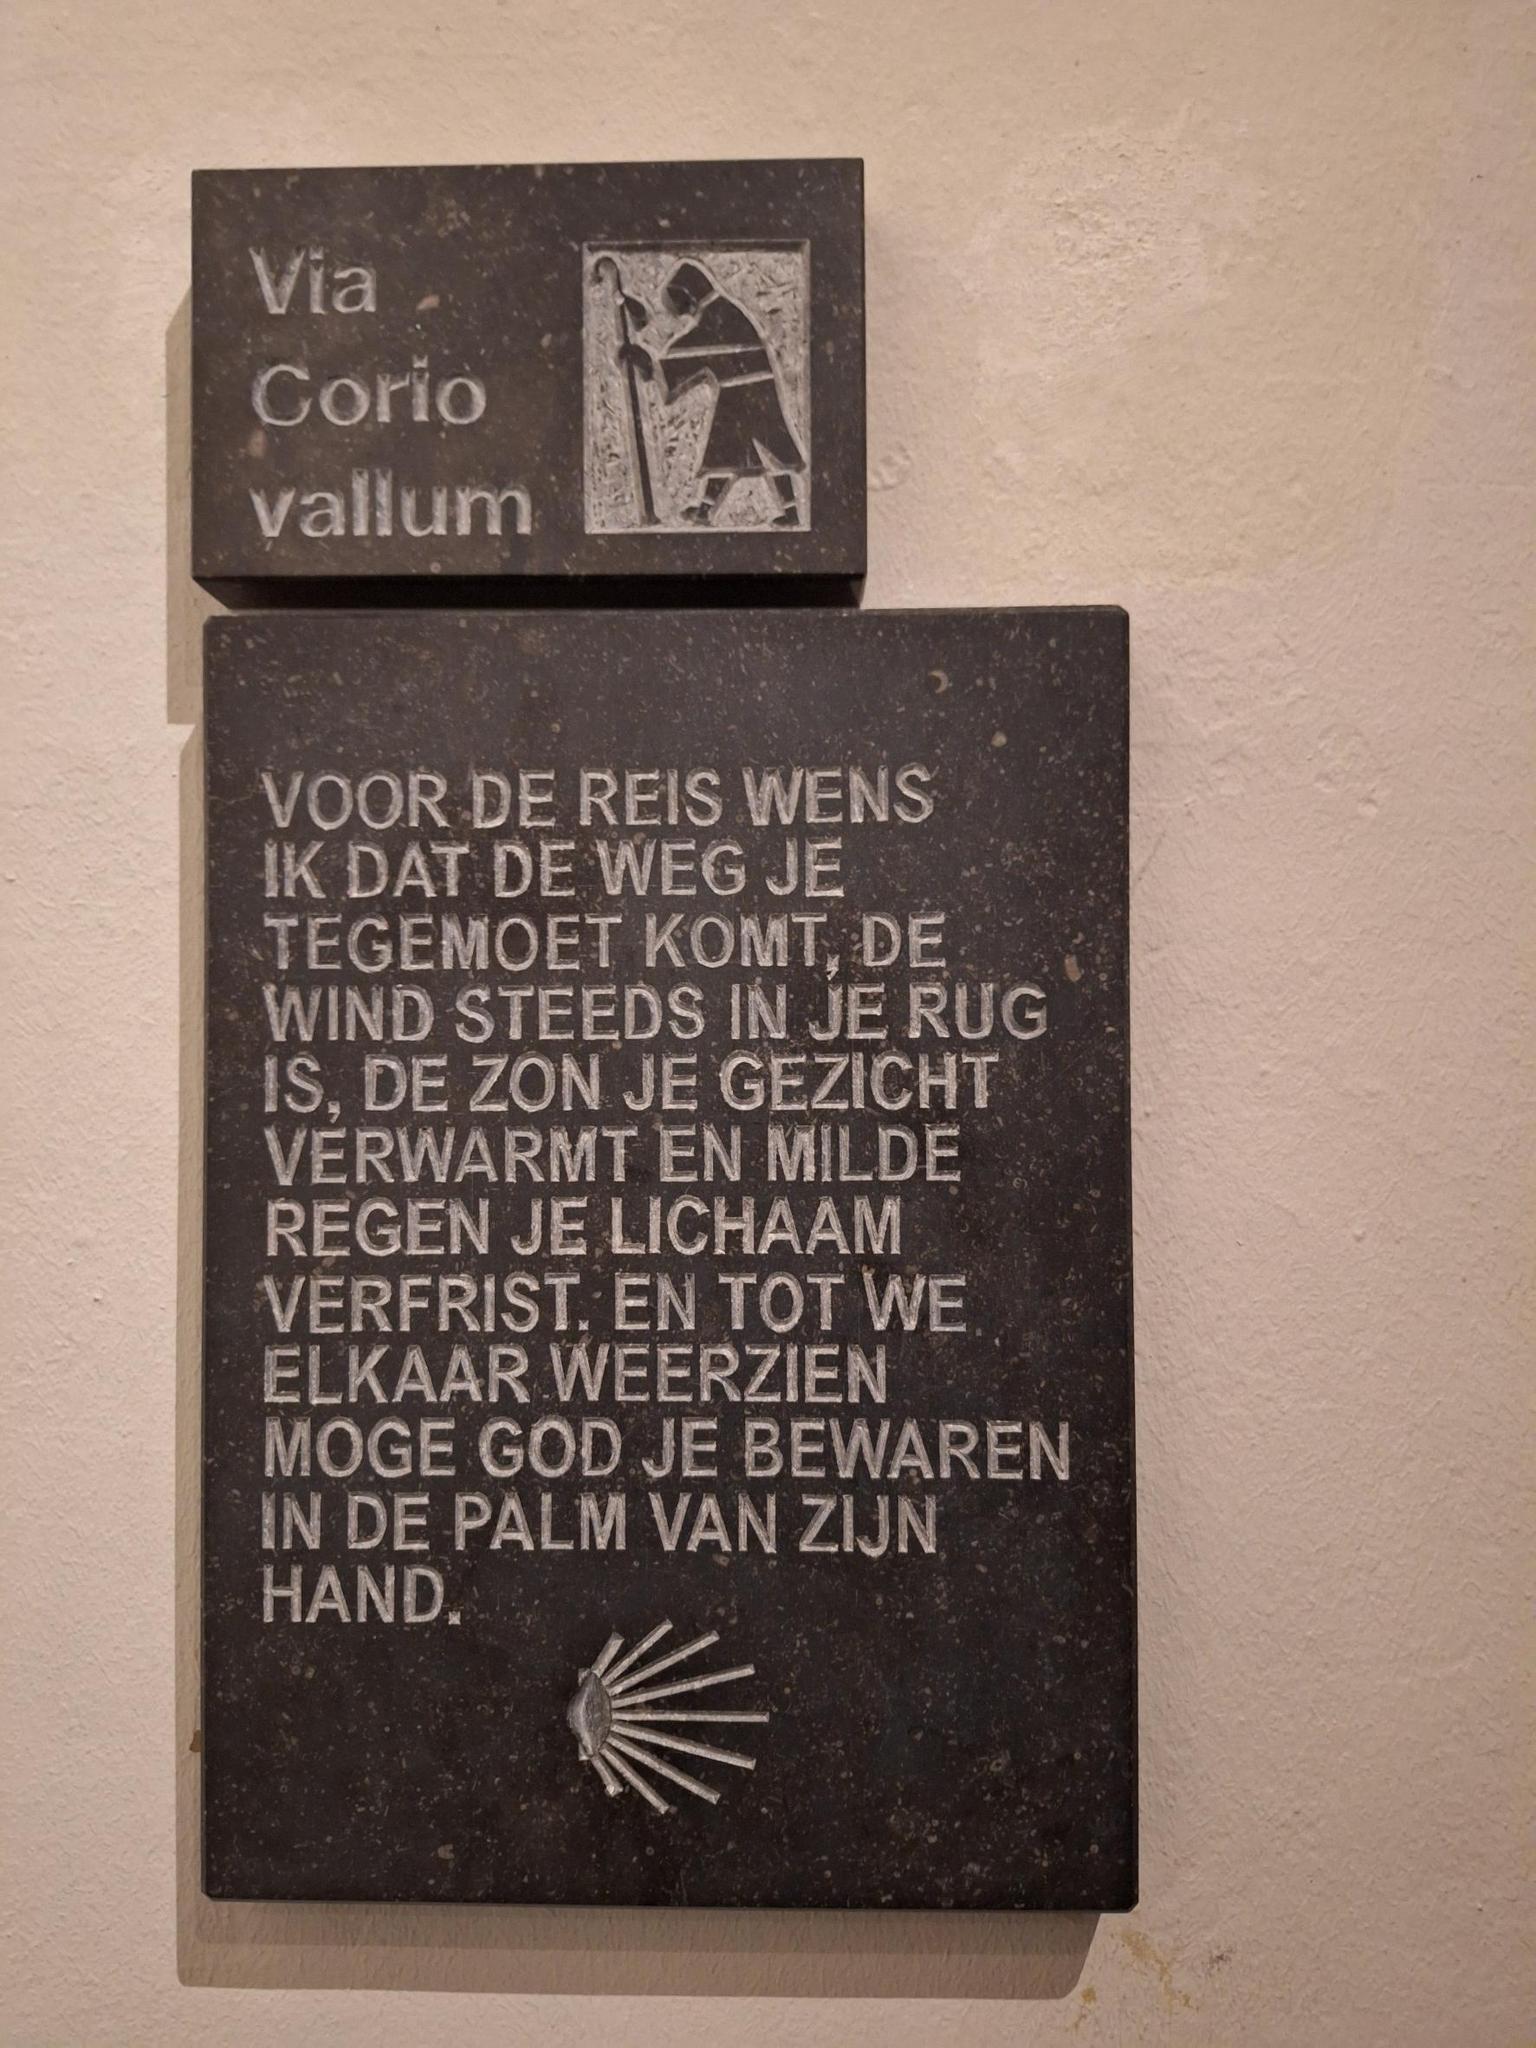 Via
Corio
vallum
VOOR DE REIS WENS
IK DAT DE WEG JE
TEGEMOET KOMT, DE
WIND STEEDS IN JE RUG
IS, DE ZON JE GEZICHT
VERWARMT EN MILDE
REGEN JE LICHAAM
VERFRIST. EN TOT WE
ELKAAR WEERZIEN
MOGE GOD JE BEWAREN
IN DE PALM VAN ZIJN
HAND.